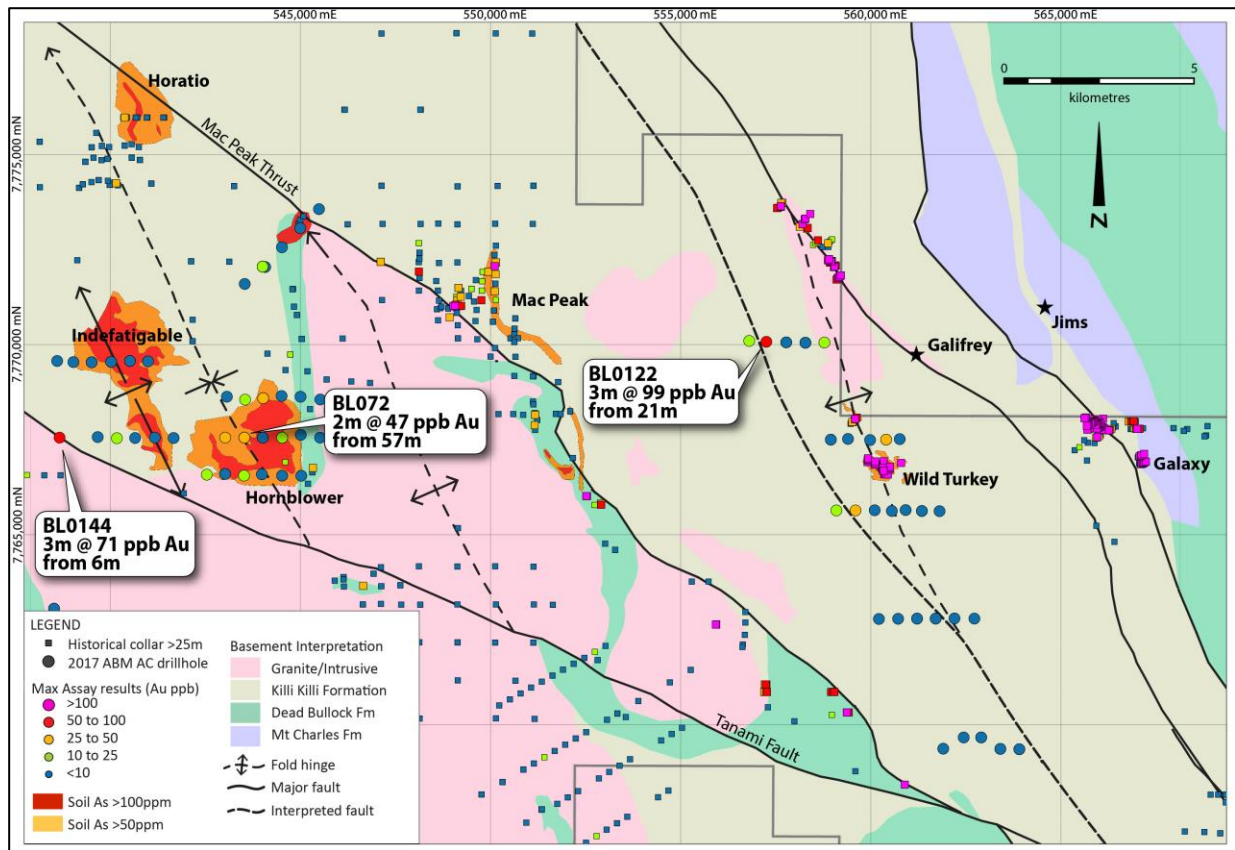 545,000 mE
550,000 mE
555,000 mE
560,000 mE
565,000 mE
7,775,000 mN
7,770,000 mN
7,765,000 mN
0
5
kilometres
N
Horatio
Mac Peak Thrust
Mac Peak
Indefatigable
Jims
Galifrey
BL0122
3m @ 99 ppb Au
from 21m
BL072
2m @ 47 ppb Au
from 57m
Hornblower
Wild Turkey
Galaxy
BL0144
3m @ 71 ppb Au
from 6m
Tanami Fault
LEGEND
Historical collar >25m
2017 ABM AC drillhole
Max Assay results (Au ppb)
>100
50 to 100
25 to 50
10 to 25
<10
Soil As >100ppm
Soil As >50ppm
Basement Interpretation
Granite/Intrusive
Killi Killi Formation
Dead Bullock Fm
Mt Charles Fm
Fold hinge
Major fault
Interpreted fault